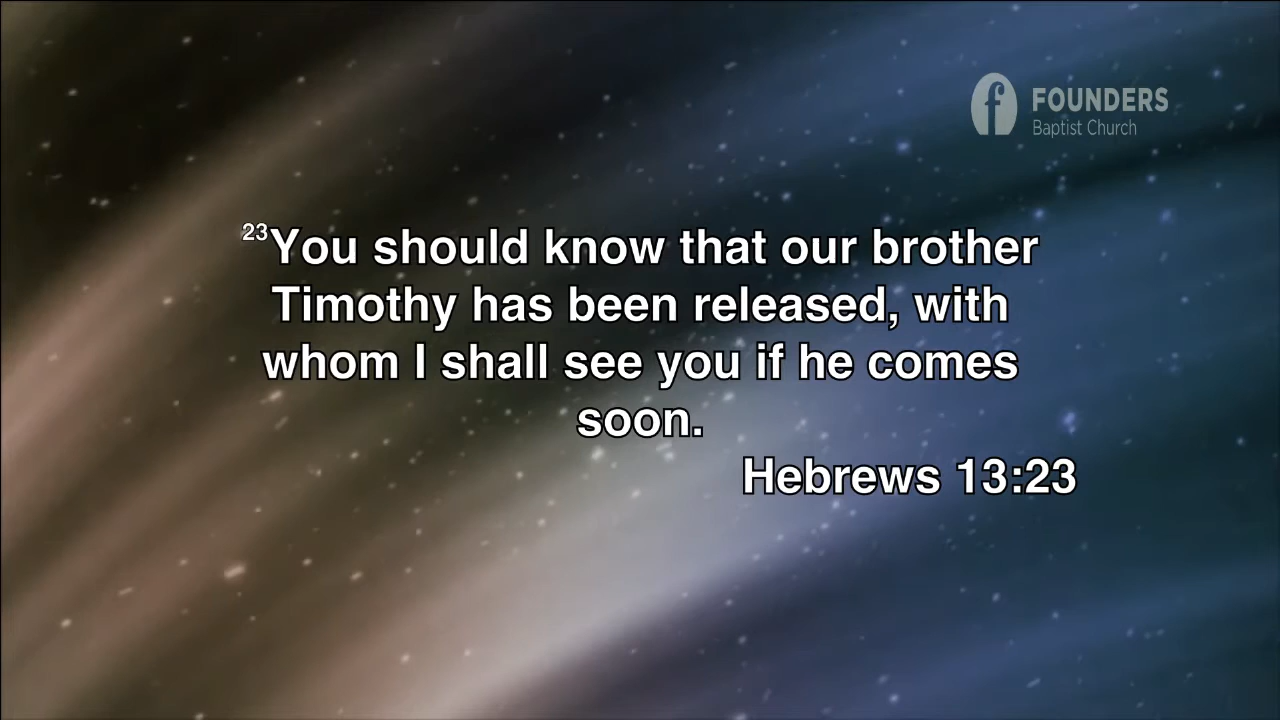 FOUNDERS
Baptist Church
23You should know that our brother
Timothy has been released, with
whom I shall see you if he comes
soon.
Hebrews 13:23